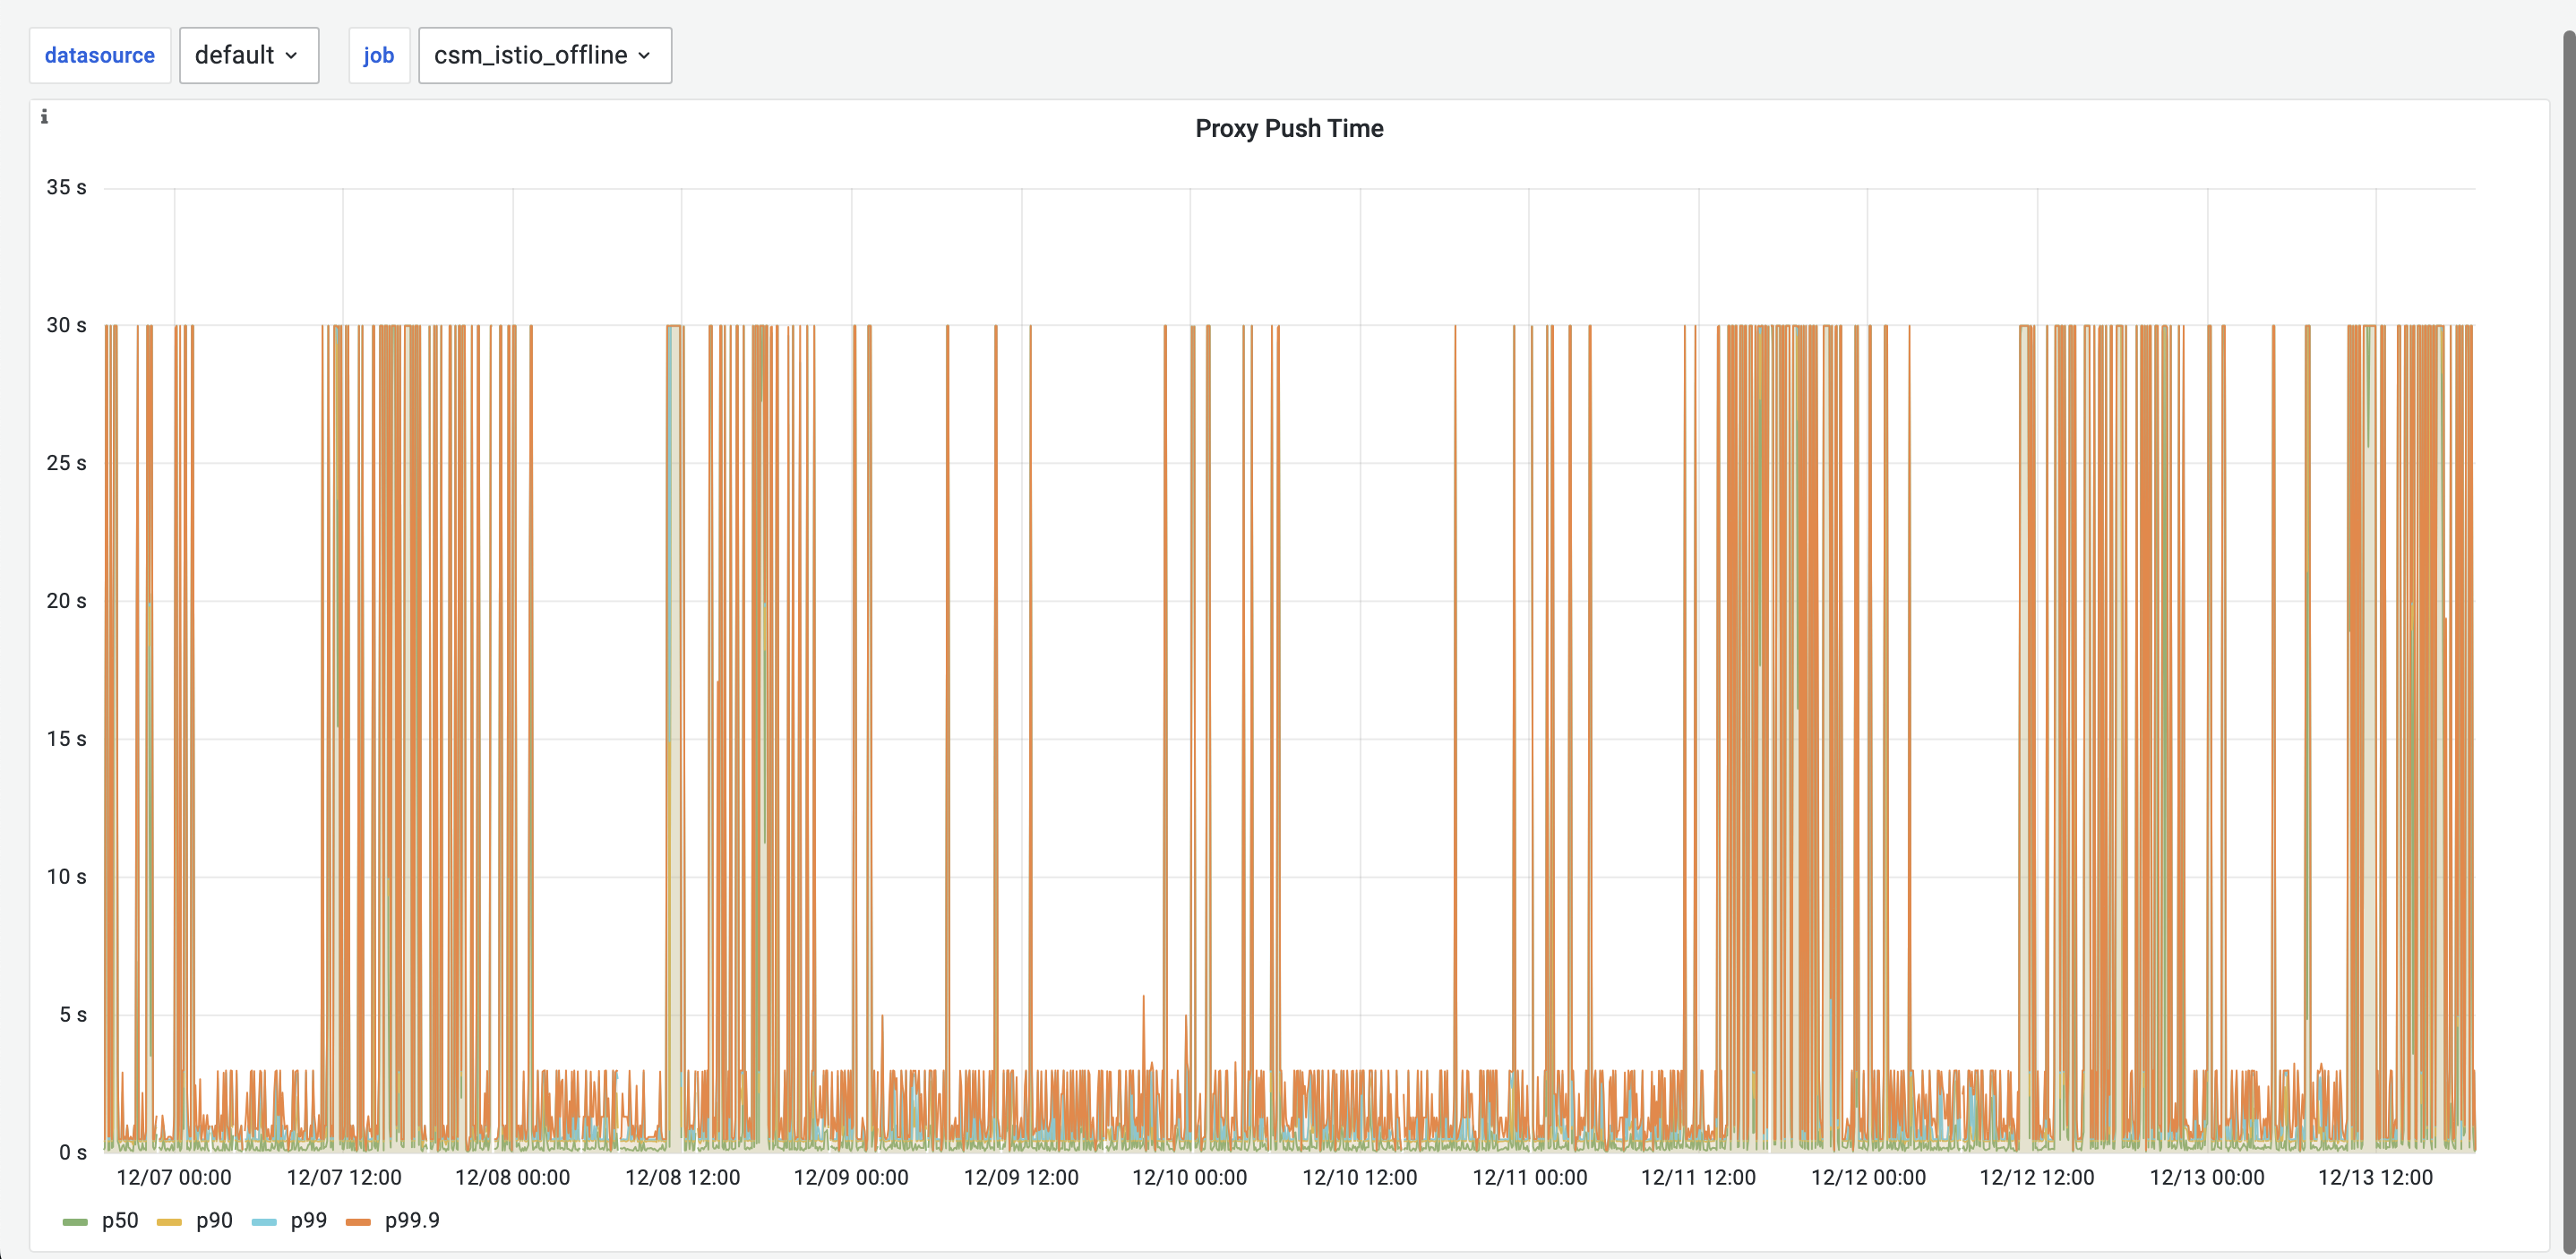 datasource default job csm_istio_offline
i
Proxy Push Time
35 s
30 s
25 s
20 s
15 s
10 s
5 s
0 s
12/07 00:00 12/07 12:00 12/08 00:00 12/08 12:00 12/09 00:00 12/09 12:00 12/10 00:00 12/10 12:00 12/11 00:00 12/11 12:00 12/12 00:00 12/12 12:00 12/13 00:00 12/13 12:00
p50 p90 p99 p99.9